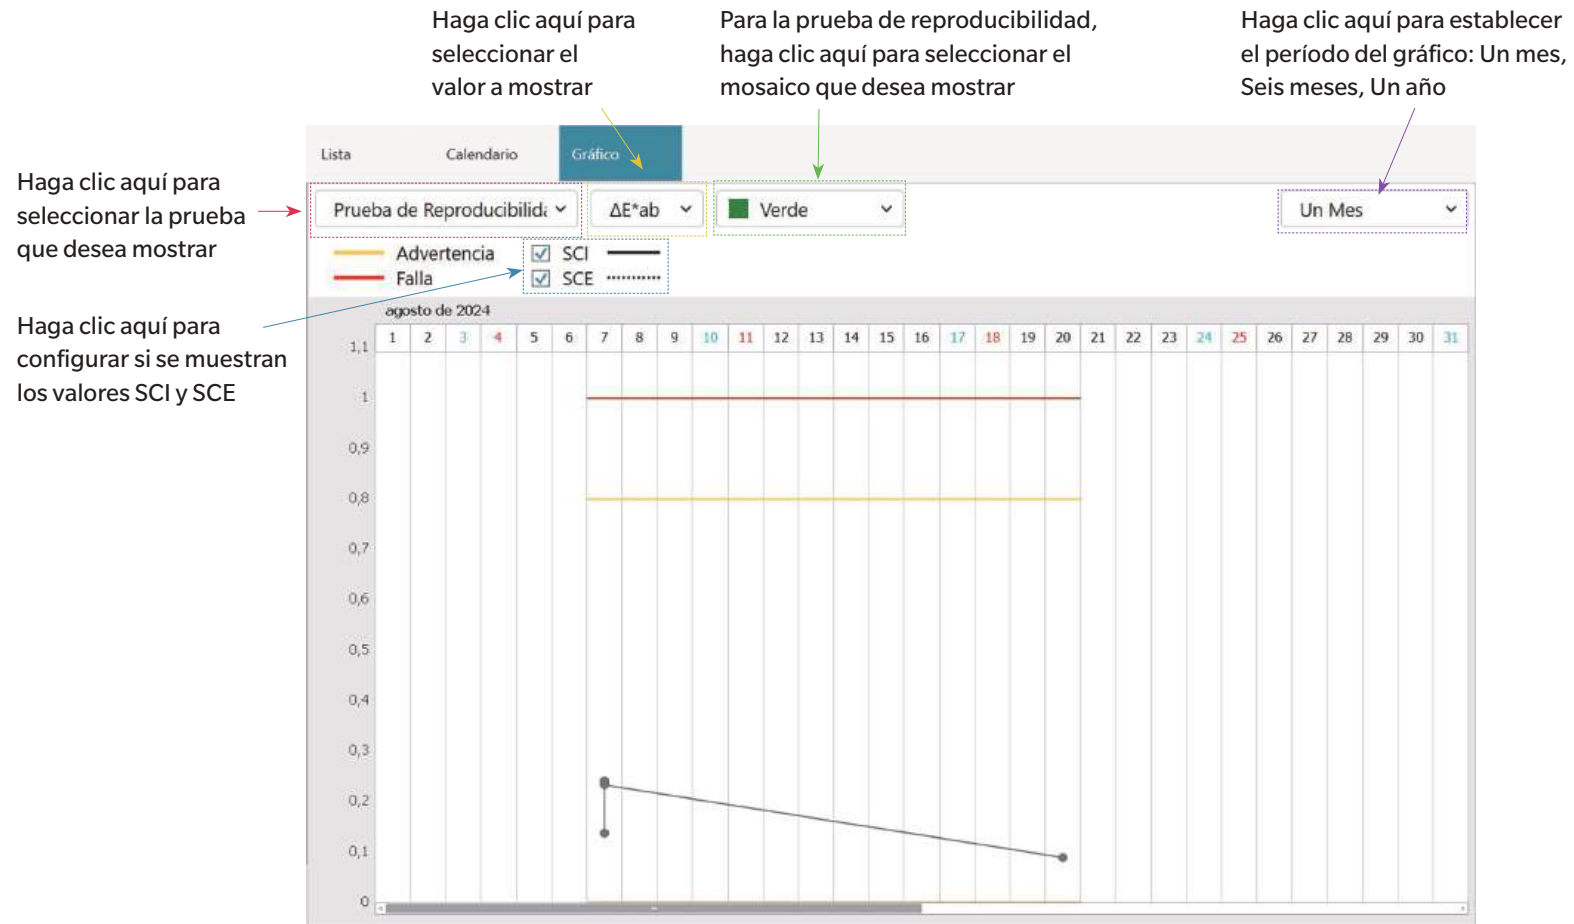 Haga clic aquí para
seleccionar el
valor a mostrar
Para la prueba de reproducibilidad,
haga clic aquí para seleccionar el
mosaico que desea mostrar
Haga clic aquí para establecer
el período del gráfico: Un mes,
Seis meses, Un año
Haga clic aquí para
seleccionar la prueba
que desea mostrar
Haga clic aquí para
configurar si se muestran
los valores SCI y SCE
Lista Calendario Gráfico
Prueba de Reproducibilida ΔE*ab Verde Un Mes
Advertencia SCI
Falla SCE
agosto de 2024
1 2 3 4 5 6 7 8 9 10 11 12 13 14 15 16 17 18 19 20 21 22 23 24 25 26 27 28 29 30 31
1,1
1
0,9
0,8
0,7
0,6
0,5
0,4
0,3
0,2
0,1
0